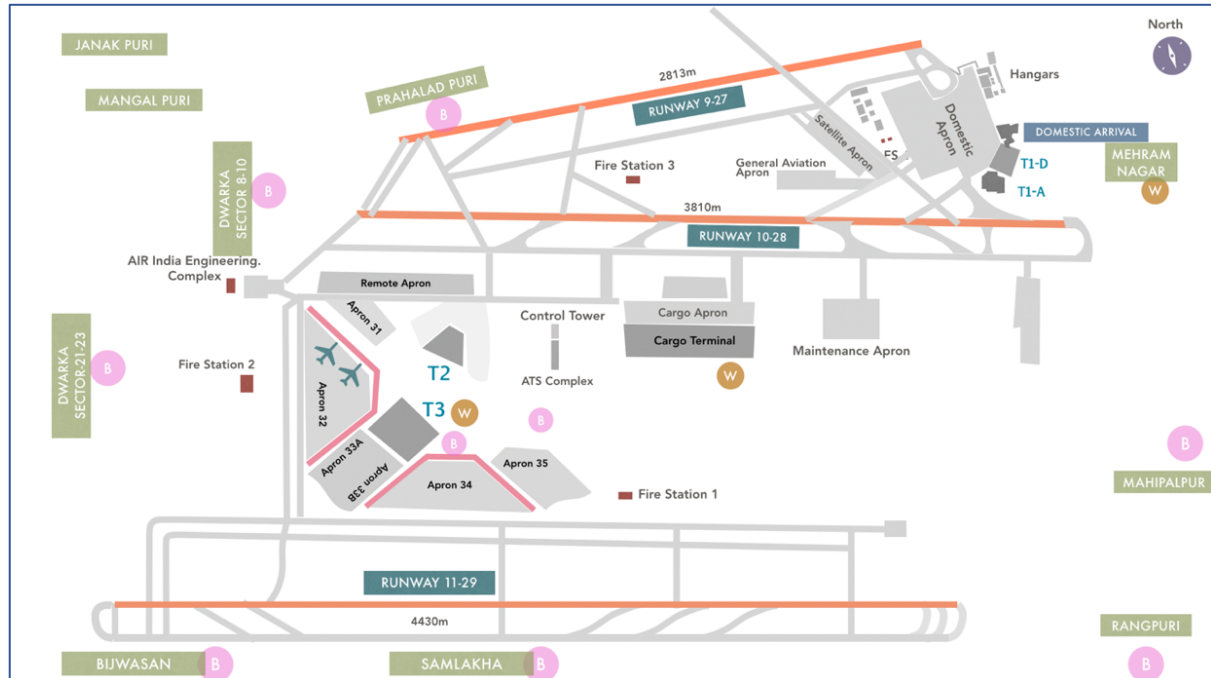 North
JANAK PURI
MANGAL PURI
PRAHALAD PURI
B
2813m
RUNWAY 9-27
Hangars
Domestic
Apron
Satellite Apron
DOMESTIC ARRIVAL
MEHRAM
NAGAR
W
T1-D
T1-A
FS
Fire Station 3
General Aviation
Apron
DWARKA
SECTOR 8-10
B
3810m
RUNWAY 10-28
AIR India Engineering.
Complex
Remote Apron
Apron 31
Control Tower
ATS Complex
Cargo Apron
Cargo Terminal
W
Maintenance Apron
DWARKA
SECTOR-21-23
B
Fire Station 2
Apron 32
T2
T3
W
B
B
Apron 33A
Apron 33B
Apron 34
Apron 35
Fire Station 1
B
MAHIPALPUR
RUNWAY 11-29
4430m
RANGPURI
B
BIJWASAN
B
SAMLAKHA
B